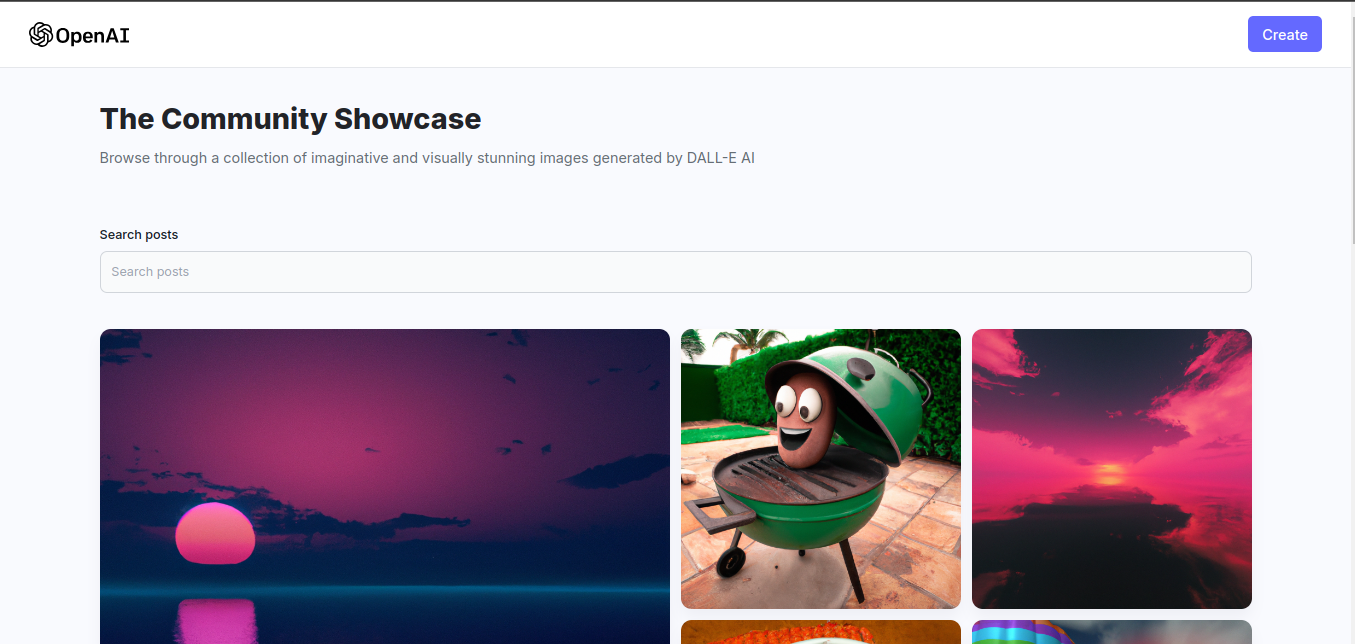 OpenAI
Create
The Community Showcase
Browse through a collection of imaginative and visually stunning images generated by DALL-E AI
Search posts
Search posts